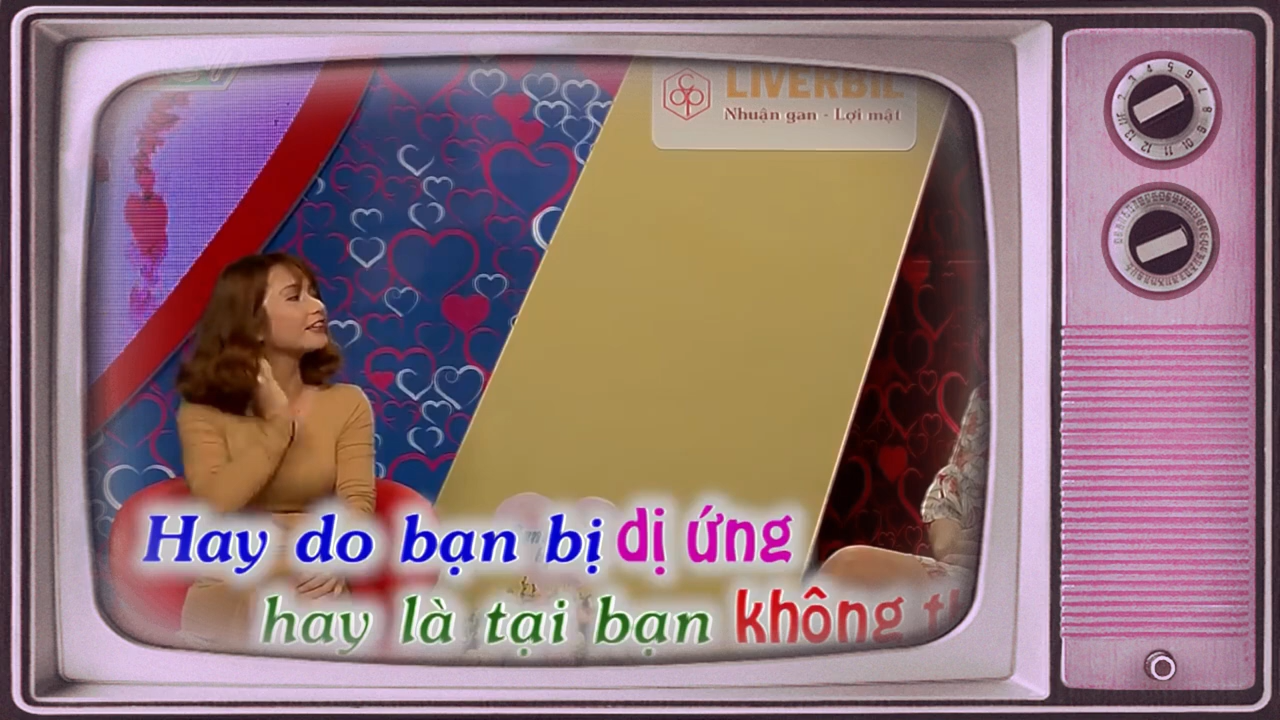 LIVERBIL
Nhuận gan - Lợi mật
Hay do bạn bị dị ứng
hay là tại bạn không